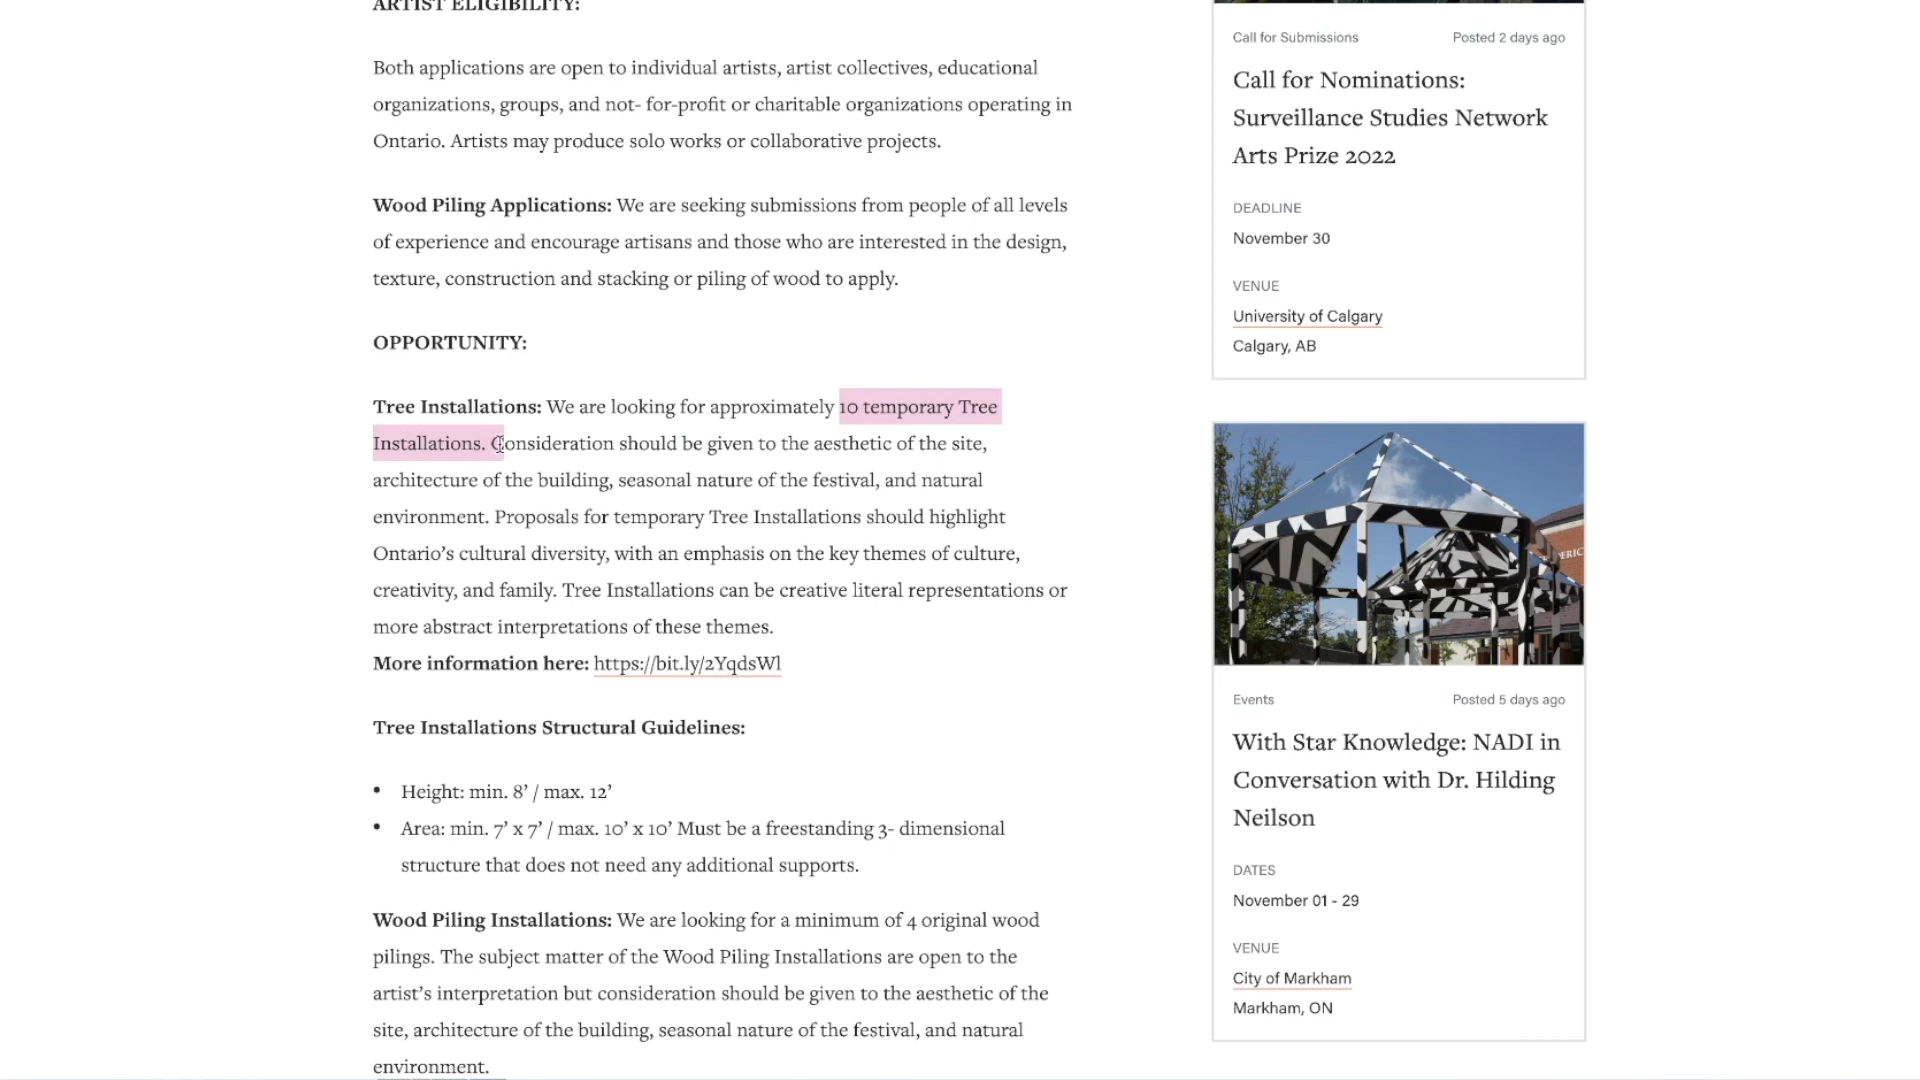 ARTIST ELIGIBILITY:
Both applications are open to individual artists, artist collectives, educational
organizations, groups, and not- for-profit or charitable organizations operating in
Ontario. Artists may produce solo works or collaborative projects.
Wood Piling Applications: We are seeking submissions from people of all levels
of experience and encourage artisans and those who are interested in the design,
texture, construction and stacking or piling of wood to apply.
OPPORTUNITY:
Tree Installations: We are looking for approximately 10 temporary Tree
Installations. Consideration should be given to the aesthetic of the site,
architecture of the building, seasonal nature of the festival, and natural
environment. Proposals for temporary Tree Installations should highlight
Ontario’s cultural diversity, with an emphasis on the key themes of culture,
creativity, and family. Tree Installations can be creative literal representations or
more abstract interpretations of these themes.
More information here: https://bit.ly/2YqdsWl
Tree Installations Structural Guidelines:
• Height: min. 8’ / max. 12’
• Area: min. 7’ x 7’ / max. 10’ x 10’ Must be a freestanding 3- dimensional
structure that does not need any additional supports.
Wood Piling Installations: We are looking for a minimum of 4 original wood
pilings. The subject matter of the Wood Piling Installations are open to the
artist’s interpretation but consideration should be given to the aesthetic of the
site, architecture of the building, seasonal nature of the festival, and natural
environment.
Call for Submissions
Posted 2 days ago
Call for Nominations:
Surveillance Studies Network
Arts Prize 2022
DEADLINE
November 30
VENUE
University of Calgary
Calgary, AB
ERIC
Events
Posted 5 days ago
With Star Knowledge: NADI in
Conversation with Dr. Hilding
Neilson
DATES
November 01 - 29
VENUE
City of Markham
Markham, ON